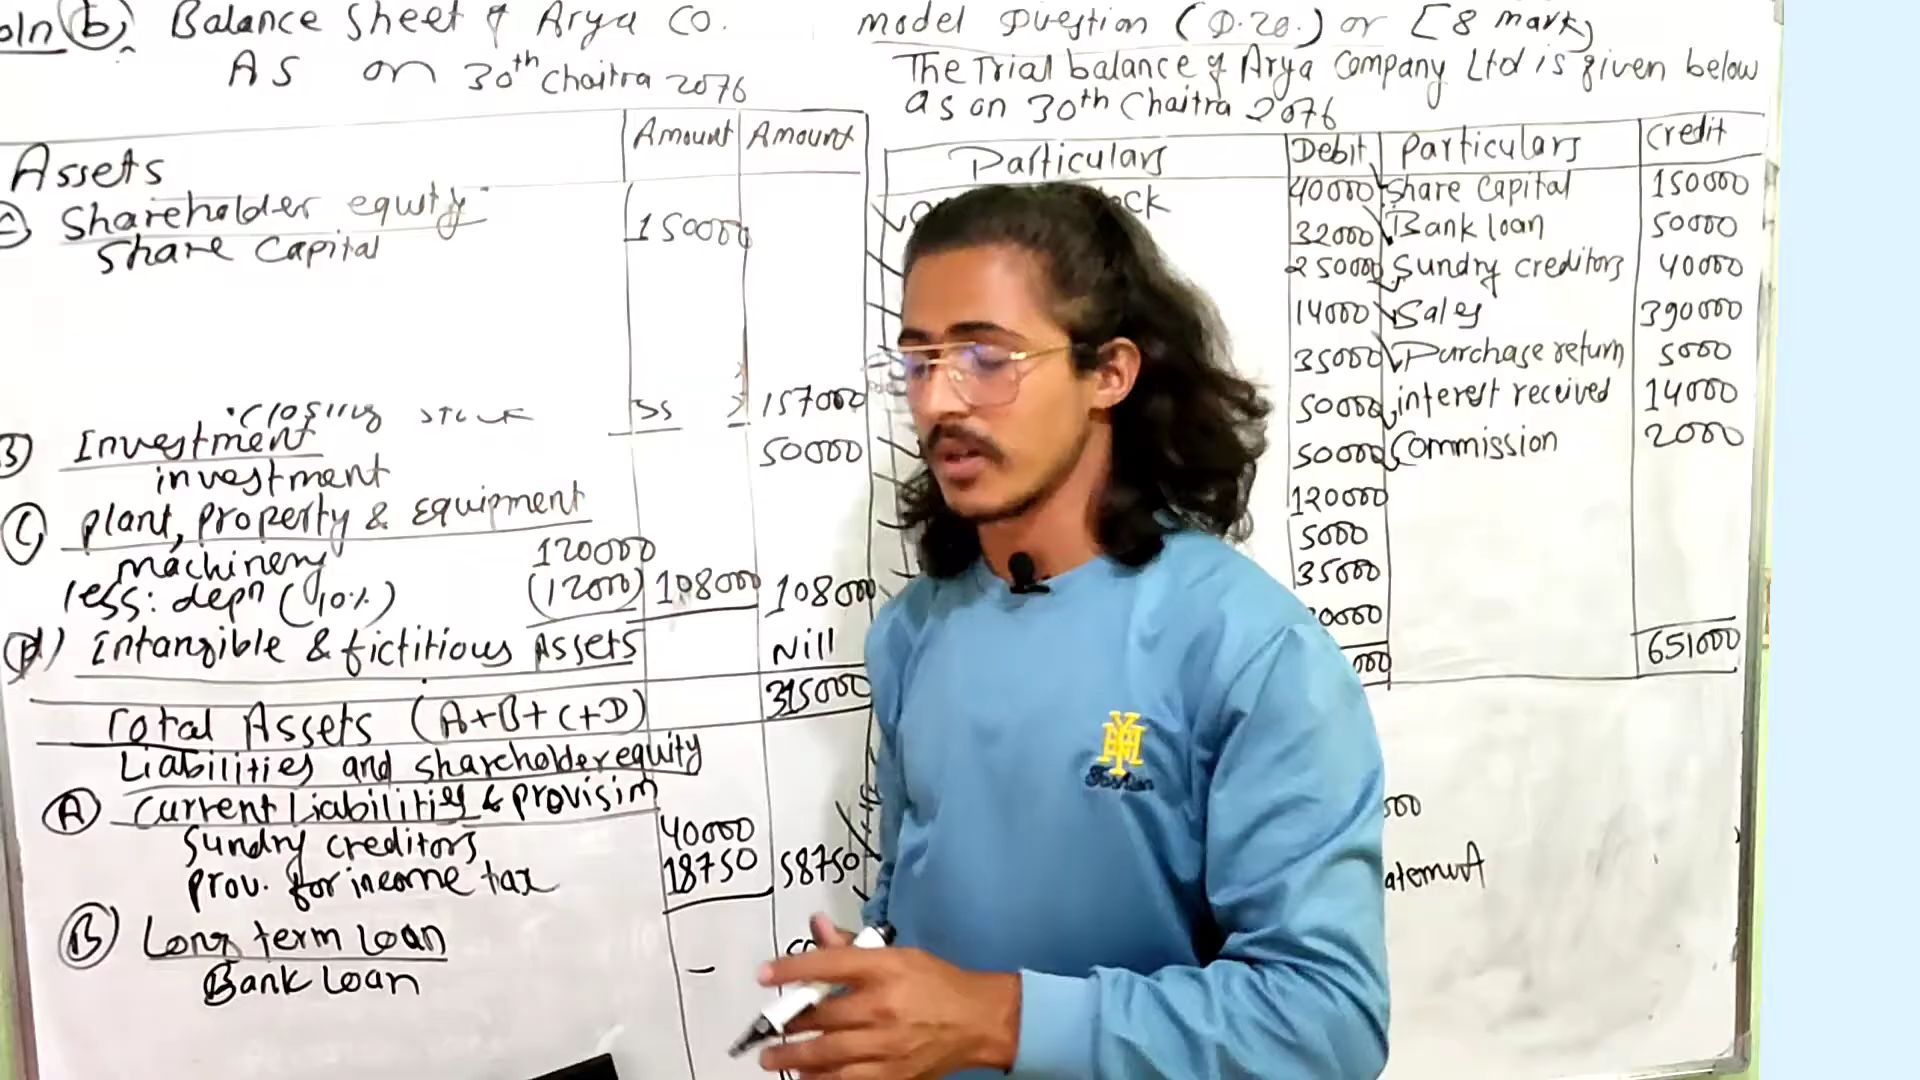 oln (b) Balance Sheet of Arya Co.
AS on 30th Chaitra 2076
Amount Amount
Assets
Shareholder equity
Share Capital 150000
closing 157000
Investment
investment 50000
(C) plant, property & Equipment
machinery 120000
less: depn (10%) (12000) 108000 108000
d) Intangible & fictitious Assets Nill
Total Assets (A+B+C+D) 315000
Liabilities and shareholder equity
(A) Current Liabilities & provision
Sundry creditors 40000
prov. for income tax 18750 58750
(B) Long term loan
Bank loan -
model Question (Q.20.) or [8 mark]
The Trial balance of Arya Company Ltd is given below
as on 30th Chaitra 2076
Particulars Debit Particulars Credit
ck 40000 Share Capital 150000
32000 Bank loan 50000
250000 Sundry creditors 40000
14000 Sales 390000
35000 Purchase return 5000
50000 interest received 14000
50000 Commission 2000
120000
5000
35000
0000
000 651000
000
atement
YM
Fashion